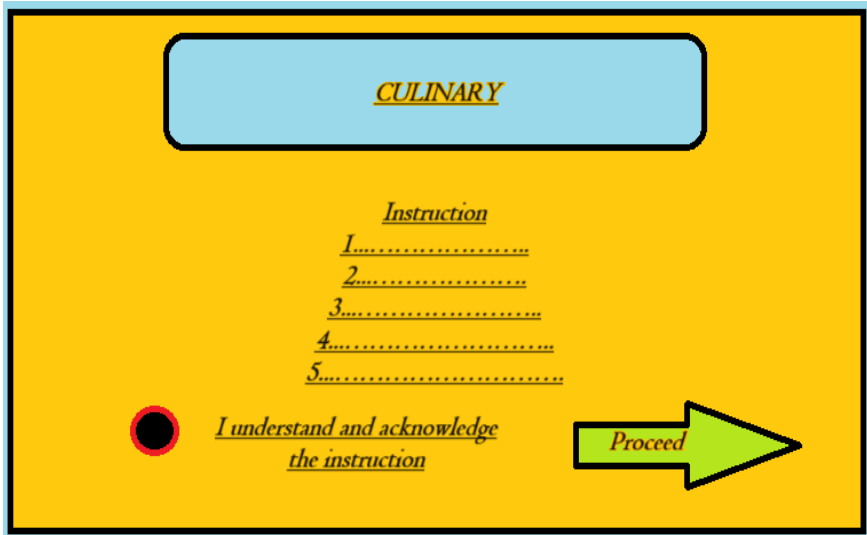 CULINARY
Instruction
1....………………..
2....……………….
3....…………………..
4....……………………..
5....……………………….
I understand and acknowledge
the instruction
Proceed